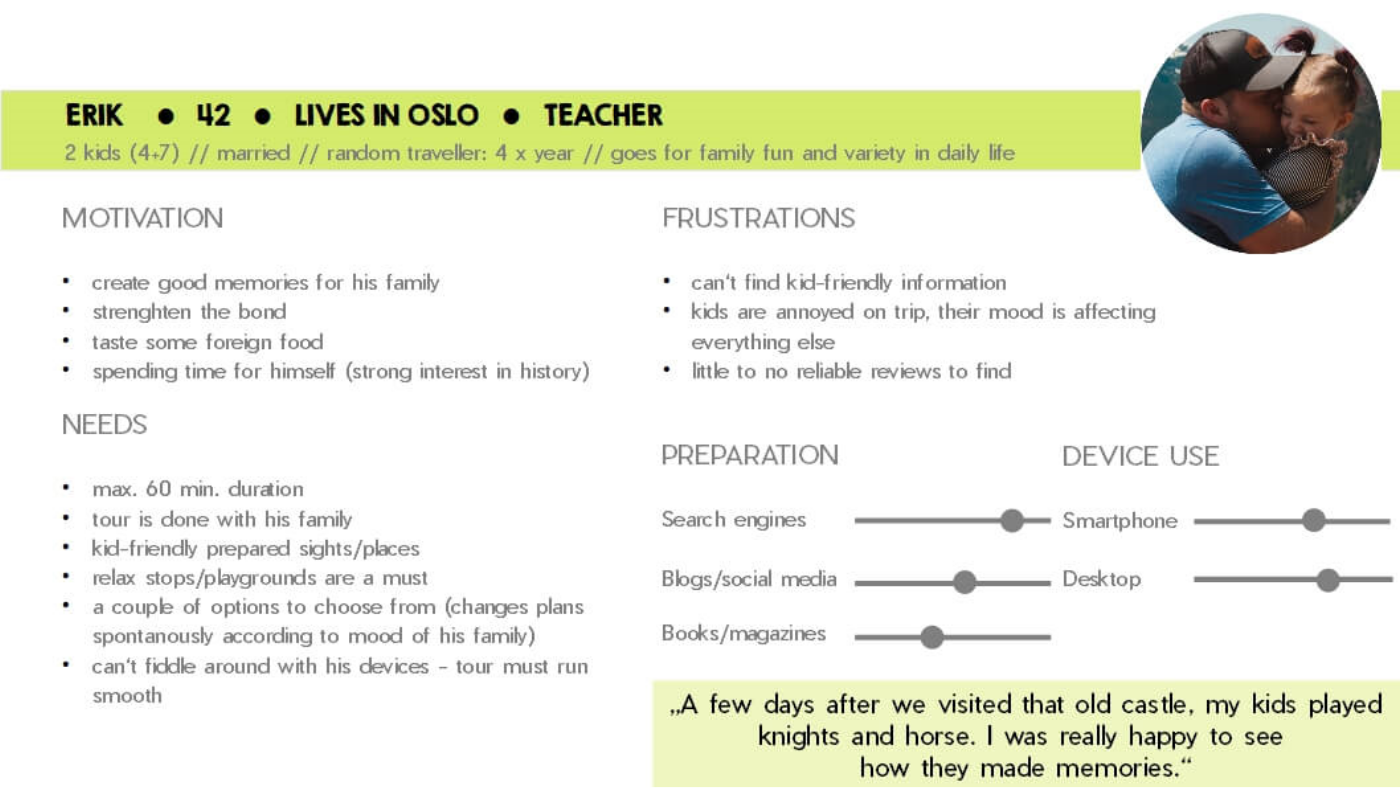 ERIK ● 42 ● LIVES IN OSLO ● TEACHER
2 kids (4+7) // married // random traveller: 4 x year // goes for family fun and variety in daily life
MOTIVATION
• create good memories for his family
• strenghten the bond
• taste some foreign food
• spending time for himself (strong interest in history)
NEEDS
• max. 60 min. duration
• tour is done with his family
• kid-friendly prepared sights/places
• relax stops/playgrounds are a must
• a couple of options to choose from (changes plans
spontanously according to mood of his family)
• can't fiddle around with his devices - tour must run
smooth
FRUSTRATIONS
• can't find kid-friendly information
• kids are annoyed on trip, their mood is affecting
everything else
• little to no reliable reviews to find
PREPARATION
Search engines
Blogs/social media
Books/magazines
DEVICE USE
Smartphone
Desktop
„A few days after we visited that old castle, my kids played
knights and horse. I was really happy to see
how they made memories.“